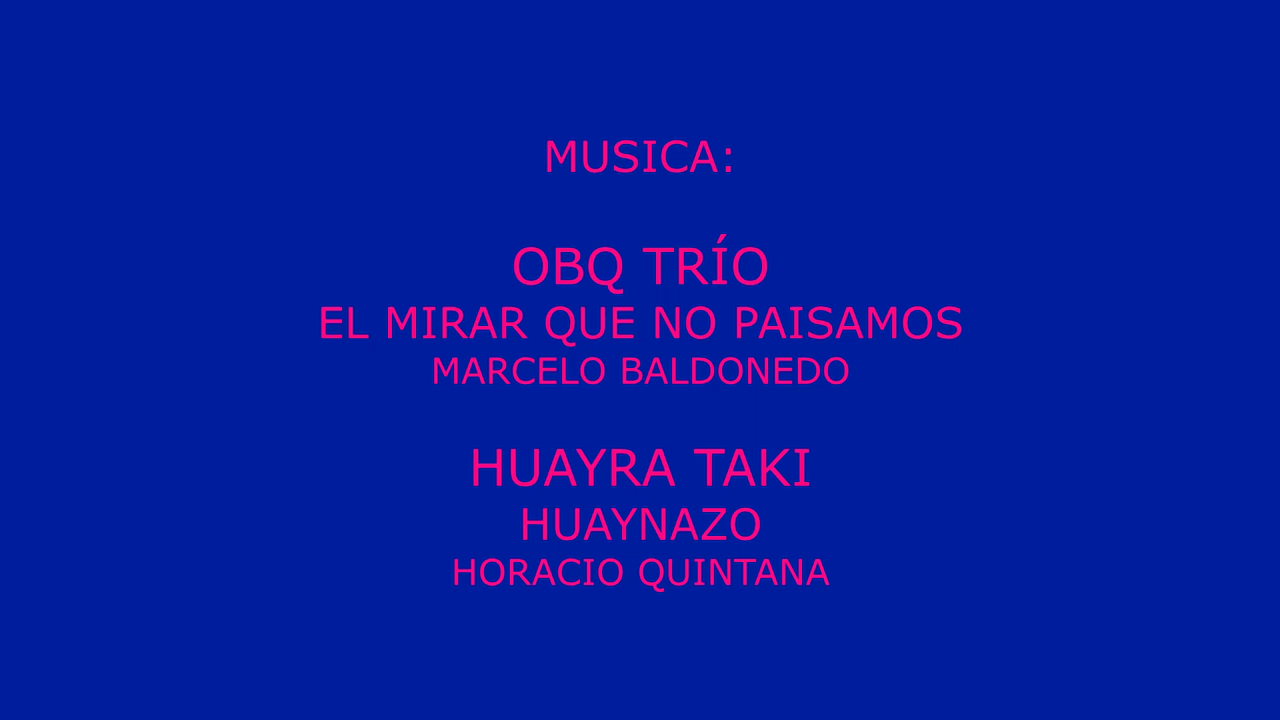 MUSICA:
OBQ TRÍO
EL MIRAR QUE NO PAISAMOS
MARCELO BALDONEDO
HUAYRA TAKI
HUAYNAZO
HORACIO QUINTANA